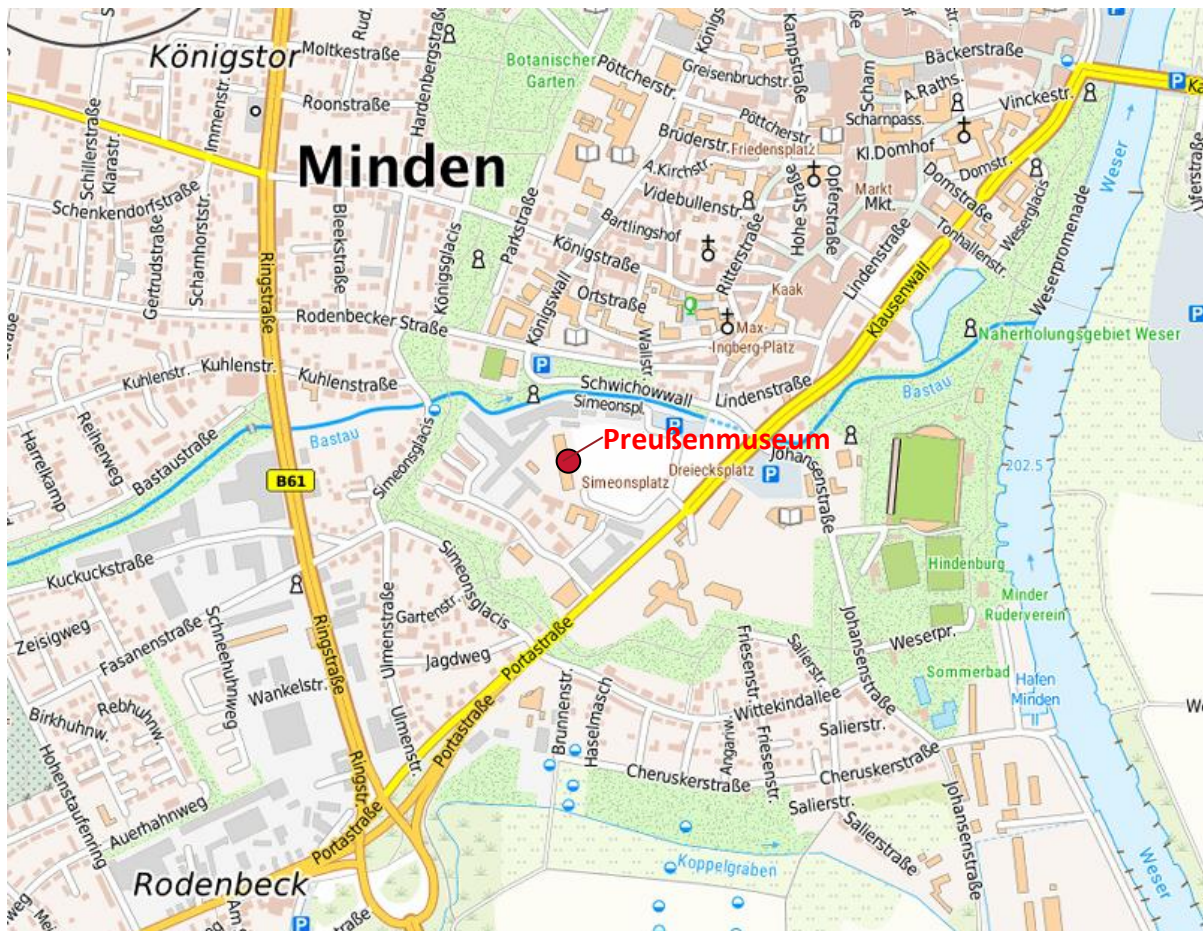 Königstor
Moltkestraße
Rud.
Hardenbergstraße
Botanischer
Garten
Pöttcherstr.
Königs
Greisenbruchstr.
Kampstraße
Bäckerstraße
Scharn
A.Raths.
Vinckestr.
Roonstraße
Immenstr.
Schillerstraße
Klarastr.
Minden
Brüderstr.
Pöttcherstr.
Friedensplatz
Scharnpass.
Kl.Domhof
Domstr.
A.Kirchstr.
Videbullenstr.
Hohe Straße
Opferstraße
Markt
Mkt.
Domstraße
Weserglacis
Tonhallenstr.
Weserpromenade
Weser
Schenkendorfstraße
Gertrudstraße
Scharnhorststr.
Bleekstraße
Ringstraße
Königsglacis
Parkstraße
Bartlingshof
Königstraße
Ritterstraße
Lindenstraße
Klausenwall
Kaak
Ortstraße
Königswall
Rodenbecker Straße
Wallstr.
Max-
Ingberg-Platz
Naherholungsgebiet Weser
Kuhlenstr.
Kuhlenstr.
Kuhlenstraße
Schwichowwall
Simeonspl.
Lindenstraße
Bastau
Reiherweg
Harrelkamp
Bastaustraße
Bastau
Simeonsglacis
Preußenmuseum
Simeonsplatz
Dreiecksplatz
Johansenstraße
202.5
B61
Kuckuckstraße
Simeonsglacis
Hindenburg
Minder
Ruderverein
Zeisigweg
Fasanenstraße
Schneehuhnweg
Ringstraße
Ulmenstraße
Gartenstr.
Jagdweg
Portastraße
Friesenstr.
Salierstr.
Johansenstraße
Weserpr.
Sommerbad
Hafen
Minden
Wankelstr.
Rebhuhnw.
Birkhuhnw.
Hohenstaufenring
Ulmenstr.
Portastraße
Brunnenstr.
Haselmasch
Wittekindallee
Salierstr.
Angariuw.
Friesenstr.
Cheruskerstraße
Cheruskerstraße
Salierstr.
Salierstraße
Johansenstraße
Auerhahnweg
Ringstr.
Portastraße
Koppelgraben
Weser
Rodenbeck
Am